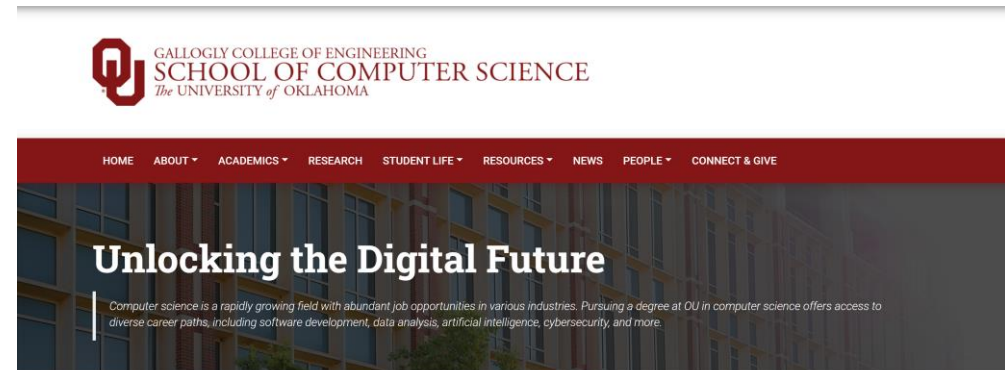 GALLOGLY COLLEGE OF ENGINEERING
SCHOOL OF COMPUTER SCIENCE
The UNIVERSITY of OKLAHOMA
HOME ABOUT ACADEMICS RESEARCH STUDENT LIFE RESOURCES NEWS PEOPLE CONNECT & GIVE
Unlocking the Digital Future
Computer science is a rapidly growing field with abundant job opportunities in various industries. Pursuing a degree at OU in computer science offers access to
diverse career paths, including software development, data analysis, artificial intelligence, cybersecurity, and more.